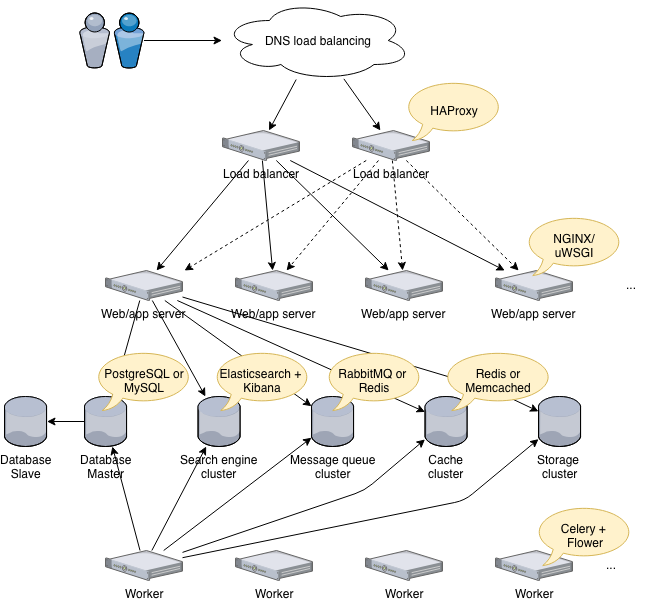 DNS load balancing
HAProxy
Load balancer
Load balancer
NGINX/
uWSGI
...
Web/app server
Web/app server
Web/app server
Web/app server
PostgreSQL or
MySQL
Elasticsearch +
Kibana
RabbitMQ or
Redis
Redis or
Memcached
Database
Slave
Database
Master
Search engine
cluster
Message queue
cluster
Cache
cluster
Storage
cluster
Celery +
Flower
...
Worker
Worker
Worker
Worker